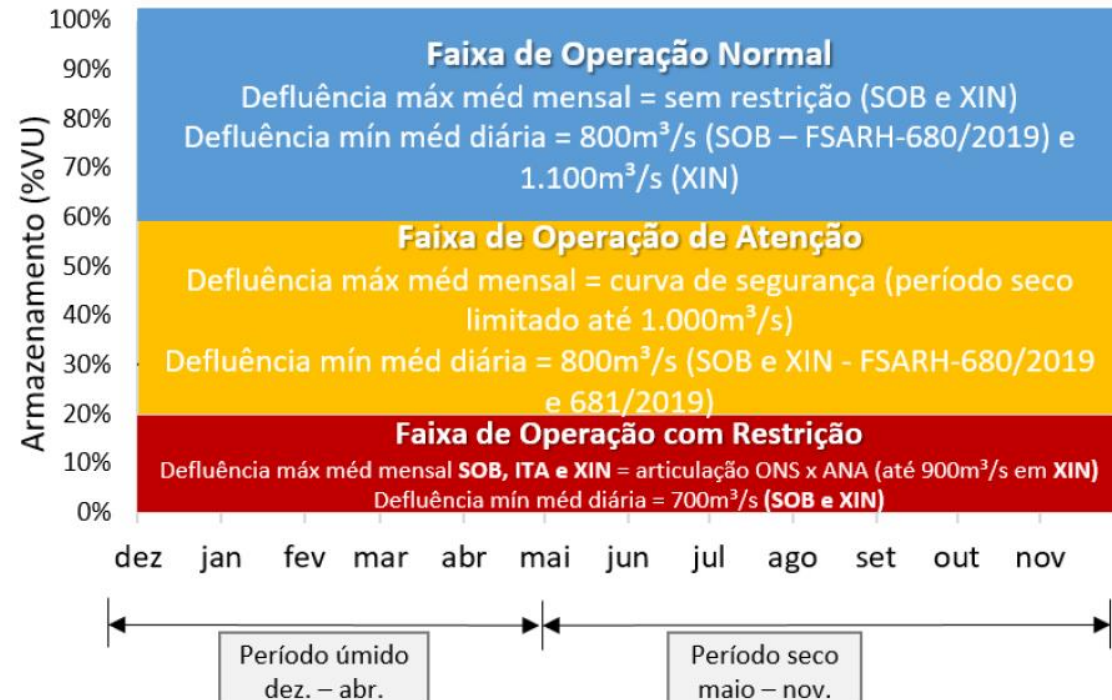 Armazenamento (%VU)
100%
90%
80%
70%
60%
50%
40%
30%
20%
10%
0%
Faixa de Operação Normal
Defluência máx méd mensal = sem restrição (SOB e XIN)
Defluência mín méd diária = 800m³/s (SOB – FSARH-680/2019) e
1.100m³/s (XIN)
Faixa de Operação de Atenção
Defluência máx méd mensal = curva de segurança (período seco
limitado até 1.000m³/s)
Defluência mín méd diária = 800m³/s (SOB e XIN - FSARH-680/2019
e 681/2019)
Faixa de Operação com Restrição
Defluência máx méd mensal SOB, ITA e XIN = articulação ONS x ANA (até 900m³/s em XIN)
Defluência mín méd diária = 700m³/s (SOB e XIN)
dez jan fev mar abr mai jun jul ago set out nov
Período úmido
dez. – abr.
Período seco
maio – nov.